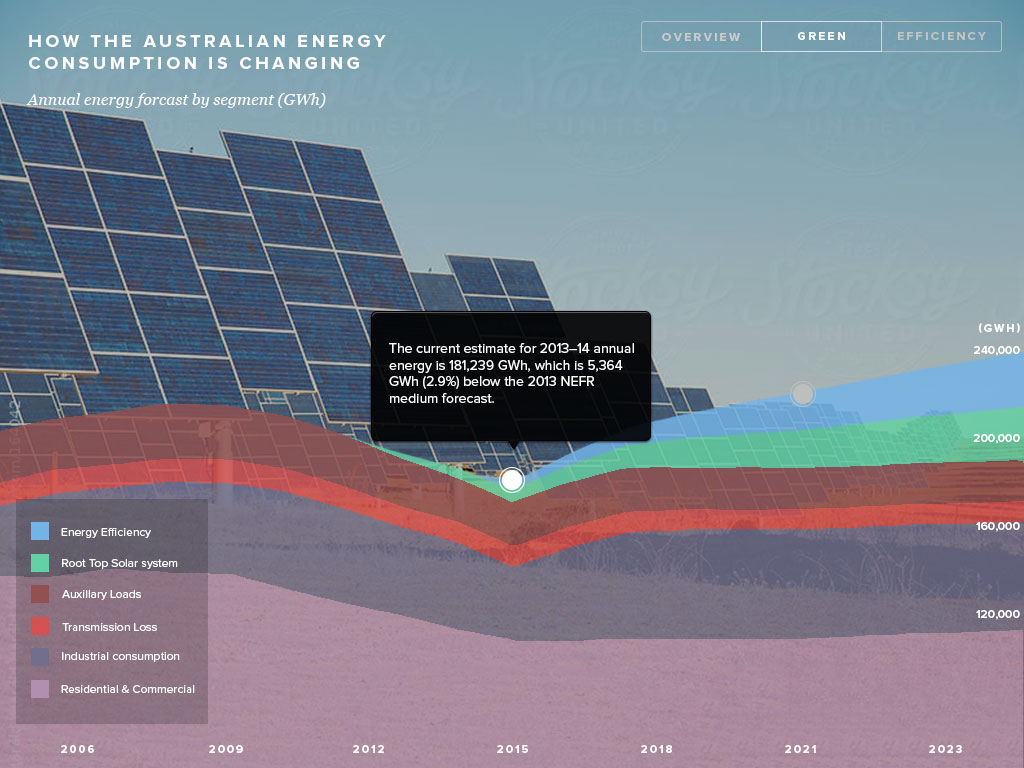 HOW THE AUSTRALIAN ENERGY
CONSUMPTION IS CHANGING
Annual energy forcast by segment (GWh)
OVERVIEW
GREEN
EFFICIENCY
The current estimate for 2013–14 annual
energy is 181,239 GWh, which is 5,364
GWh (2.9%) below the 2013 NEFR
medium forecast.
(GWH)
240,000
200,000
160,000
120,000
Energy Efficiency
Root Top Solar system
Auxillary Loads
Transmission Loss
Industrial consumption
Residential & Commercial
2006
2009
2012
2015
2018
2021
2023
Stocksy
UNITED